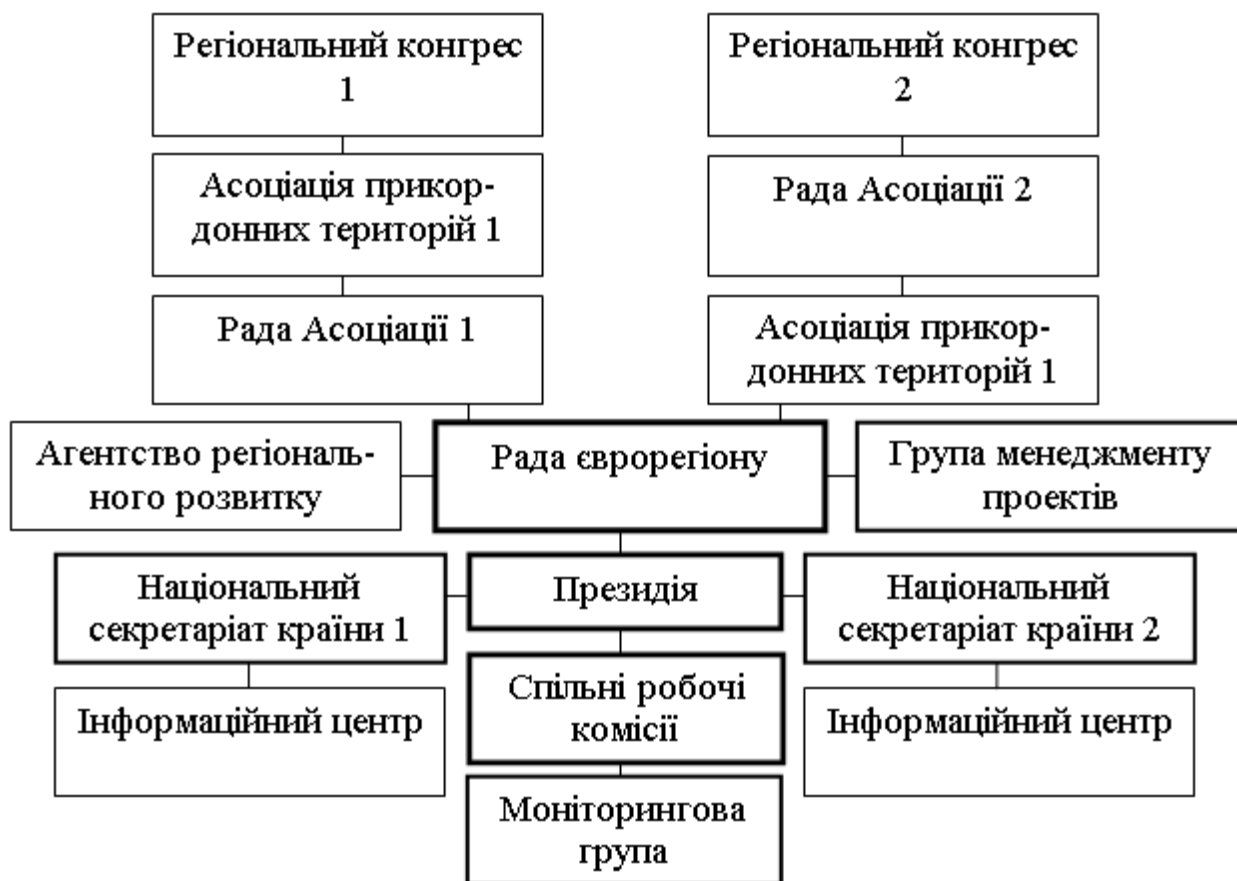 Регіональний конгрес
1
Регіональний конгрес
2
Асоціація прикор-
донних територій 1
Рада Асоціації 2
Рада Асоціації 1
Асоціація прикор-
донних територій 1
Агентство регіональ-
ного розвитку
Рада єврорегіону
Група менеджменту
проектів
Національний
секретаріат країни 1
Президія
Національний
секретаріат країни 2
Інформаційний центр
Спільні робочі
комісії
Інформаційний центр
Моніторингова
група